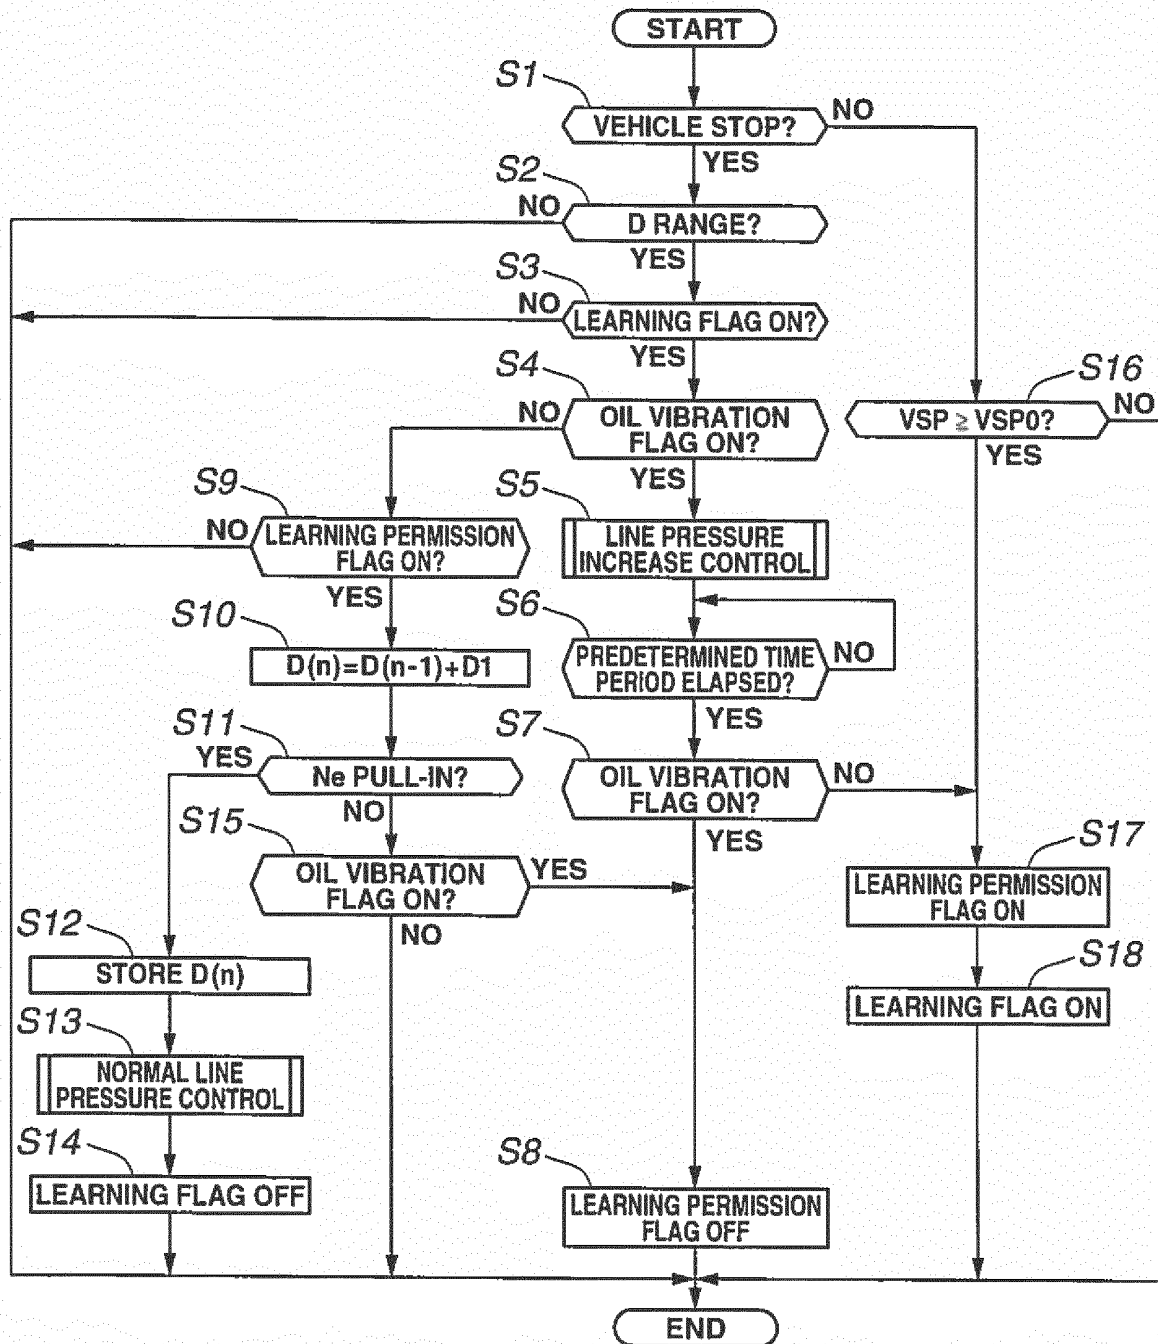 START
S1
VEHICLE STOP?
NO
YES
S2
NO
D RANGE?
YES
S3
NO
LEARNING FLAG ON?
YES
S4
NO
OIL VIBRATION
FLAG ON?
YES
S16
VSP ≧ VSP0?
NO
YES
S9
NO
LEARNING PERMISSION
FLAG ON?
YES
S5
LINE PRESSURE
INCREASE CONTROL
S10
D(n)=D(n-1)+D1
S6
PREDETERMINED TIME
PERIOD ELAPSED?
NO
YES
S11
YES
Ne PULL-IN?
NO
S7
OIL VIBRATION
FLAG ON?
NO
YES
S15
OIL VIBRATION
FLAG ON?
YES
NO
S17
LEARNING PERMISSION
FLAG ON
S12
STORE D(n)
S18
LEARNING FLAG ON
S13
NORMAL LINE
PRESSURE CONTROL
S14
LEARNING FLAG OFF
S8
LEARNING PERMISSION
FLAG OFF
END